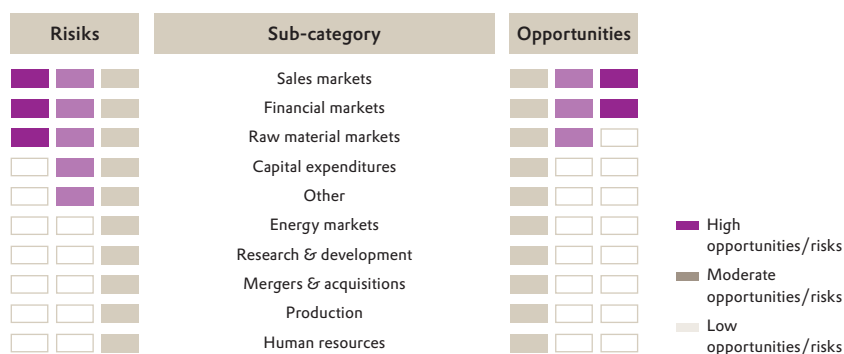 Risiks Sub-category Opportunities
Sales markets
Financial markets
Raw material markets
Capital expenditures
Other
Energy markets
Research & development
Mergers & acquisitions
Production
Human resources
High
opportunities/risks
Moderate
opportunities/risks
Low
opportunities/risks